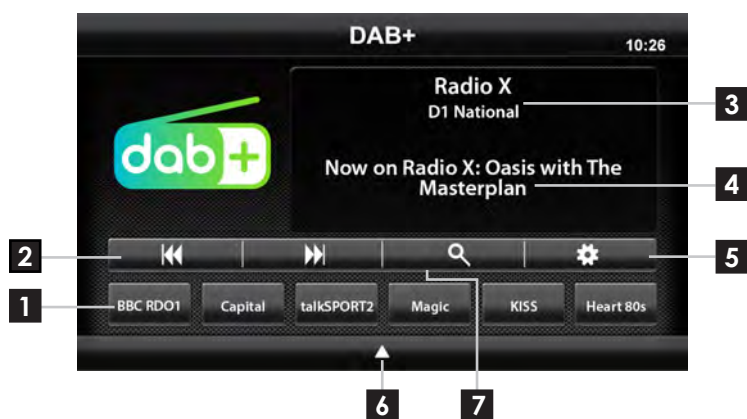 DAB+
10:26
dab+
Radio X
D1 National
3
Now on Radio X: Oasis with The
Masterplan
4
2
5
1
BBC RDO1 Capital talkSPORT2 Magic KISS Heart 80s
6
7